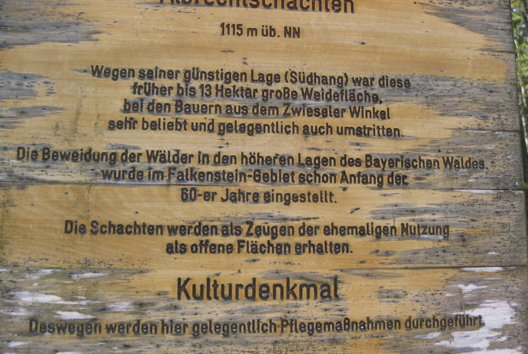 Albrechtschachten
1115 m üb. NN
Wegen seiner günstigen Lage (Südhang) war diese
früher bis 13 Hektar große Weidefläche,
bei den Bauern aus dem Zwiesler Winkel
sehr beliebt und gelegentlich auch umstritten.
Die Beweidung der Wälder in den höheren Lagen des Bayerischen Waldes.
wurde im Falkenstein-Gebiet schon Anfang der
60-er Jahre eingestellt.
Die Schachten werden als Zeugen der ehemaligen Nutzung
als offene Flächen erhalten.
Kulturdenkmal
Deswegen werden hier gelegentlich Pflegemaßnahmen durchgeführt.